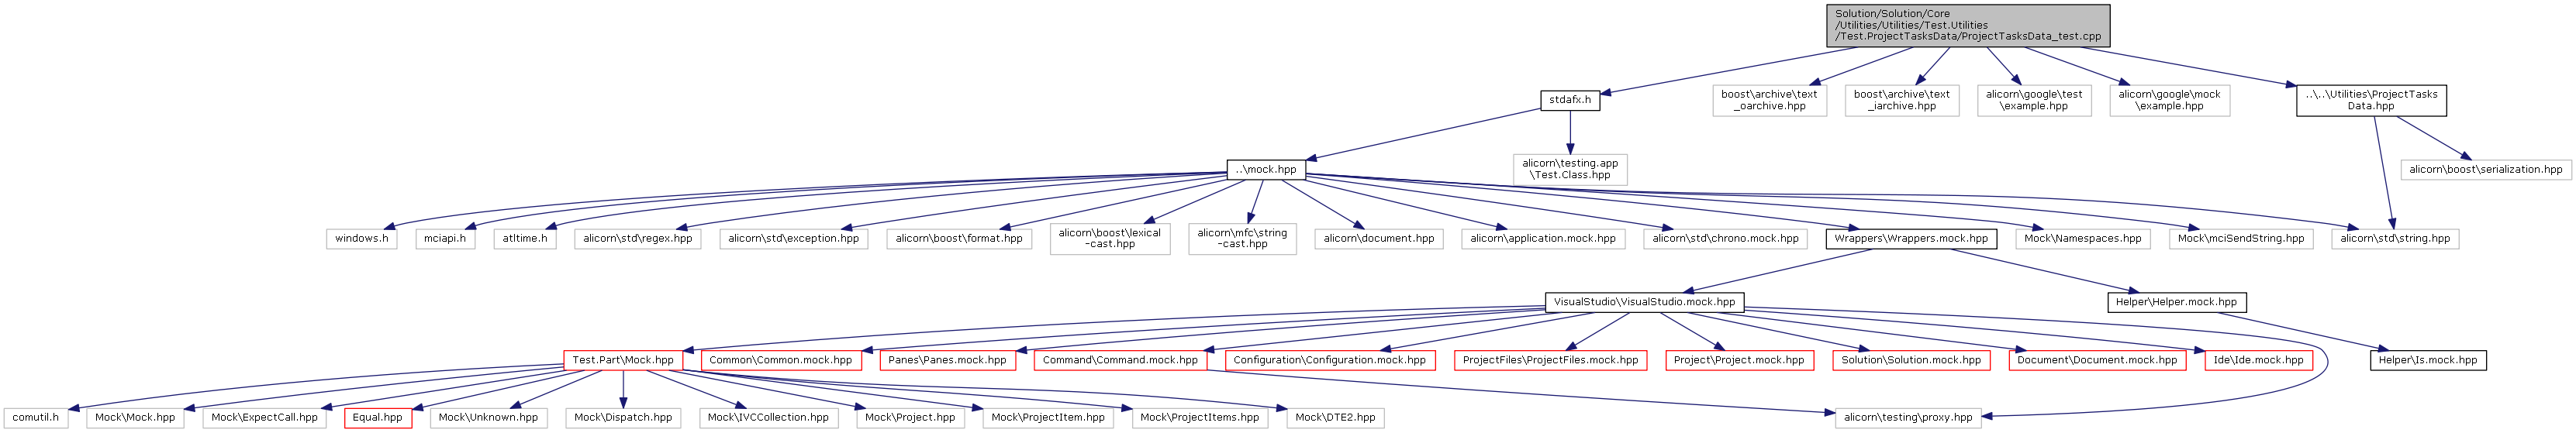 Solution/Solution/Core
/Utilities/Utilities/Test.Utilities
/Test.ProjectTasksData/ProjectTasksData_test.cpp
stdafx.h
boost\archive\text
_oarchive.hpp
boost\archive\text
_iarchive.hpp
alicorn\google\test
\example.hpp
alicorn\google\mock
\example.hpp
..\..\Utilities\ProjectTasks
Data.hpp
..\mock.hpp
alicorn\testing.app
\Test.Class.hpp
alicorn\boost\serialization.hpp
windows.h
mciapi.h
atltime.h
alicorn\std\regex.hpp
alicorn\std\exception.hpp
alicorn\boost\format.hpp
alicorn\boost\lexical
-cast.hpp
alicorn\mfc\string
-cast.hpp
alicorn\document.hpp
alicorn\application.mock.hpp
alicorn\std\chrono.mock.hpp
Wrappers\Wrappers.mock.hpp
Mock\Namespaces.hpp
Mock\mciSendString.hpp
alicorn\std\string.hpp
VisualStudio\VisualStudio.mock.hpp
Helper\Helper.mock.hpp
Test.Part\Mock.hpp
Common\Common.mock.hpp
Panes\Panes.mock.hpp
Command\Command.mock.hpp
Configuration\Configuration.mock.hpp
ProjectFiles\ProjectFiles.mock.hpp
Project\Project.mock.hpp
Solution\Solution.mock.hpp
Document\Document.mock.hpp
Ide\Ide.mock.hpp
Helper\Is.mock.hpp
comutil.h
Mock\Mock.hpp
Mock\ExpectCall.hpp
Equal.hpp
Mock\Unknown.hpp
Mock\Dispatch.hpp
Mock\IVCCollection.hpp
Mock\Project.hpp
Mock\ProjectItem.hpp
Mock\ProjectItems.hpp
Mock\DTE2.hpp
alicorn\testing\proxy.hpp